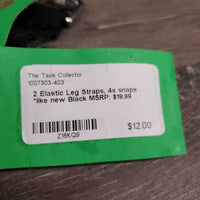 The Tack Collector
1007303-403
2 Elastic Leg Straps, 4x snaps
*like new Black MSRP: $19.99
$12.00
Z16KQ9